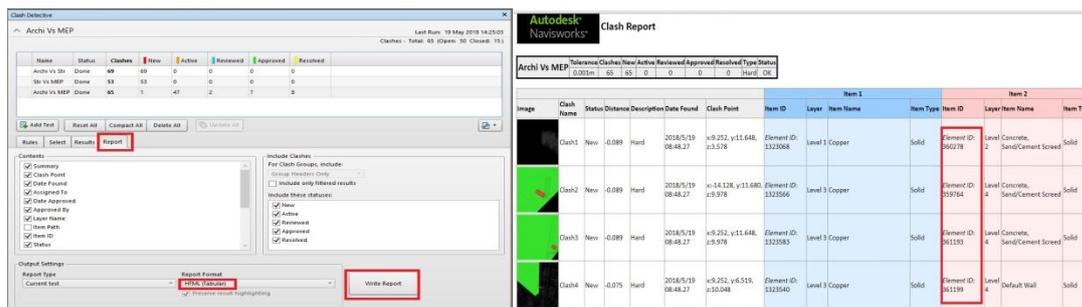 Clash Detective
Archi Vs MEP
Last Run: 19 May 2018 14:25:03
Clashes - Total: 65 (Open: 50 Closed: 15)
Name Status Clashes New Active Reviewed Approved Resolved
Archi Vs Str Done 69 69 0 0 0 0
Str Vs MEP Done 53 53 0 0 0 0
Archi Vs MEP Done 65 1 47 2 7 8
Add Test Reset All Compact All Delete All Update All
Rules Select Results Report
Contents
Summary
Clash Point
Date Found
Assigned To
Date Approved
Approved By
Layer Name
Item Path
Item ID
Status
Include Clashes
For Clash Groups, include:
Group Headers Only
Include only filtered results
Include these statuses:
New
Active
Reviewed
Approved
Resolved
Output Settings
Report Type
Current test
Report Format
HTML (Tabular)
Preserve result highlighting
Write Report
Autodesk®
Navisworks®
Clash Report
Archi Vs MEP
Tolerance Clashes New Active Reviewed Approved Resolved Type Status
0.001m 65 65 0 0 0 0 Hard OK
Item 1 Item 2
Image Clash Name Status Distance Description Date Found Clash Point Item ID Layer Item Name Item Type Item ID Layer Item Name Item T
Clash1 New -0.089 Hard 2018/5/19 08:48.27 x:9.252, y:11.648, z:3.578 Element ID: 1323068 Level 1 Copper Solid Element ID: 360278 Level 2 Concrete, Sand/Cement Screed Solid
Clash2 New -0.089 Hard 2018/5/19 08:48.27 x:-14.128, y:11.680, z:9.978 Element ID: 1323566 Level 3 Copper Solid Element ID: 359764 Level 4 Concrete, Sand/Cement Screed Solid
Clash3 New -0.089 Hard 2018/5/19 08:48.27 x:9.252, y:11.648, z:9.978 Element ID: 1323583 Level 3 Copper Solid Element ID: 361193 Level 4 Concrete, Sand/Cement Screed Solid
Clash4 New -0.075 Hard 2018/5/19 08:48.27 x:9.252, y:6.519, z:10.048 Element ID: 1323540 Level 3 Copper Solid Element ID: 361199 Level 4 Default Wall Solid